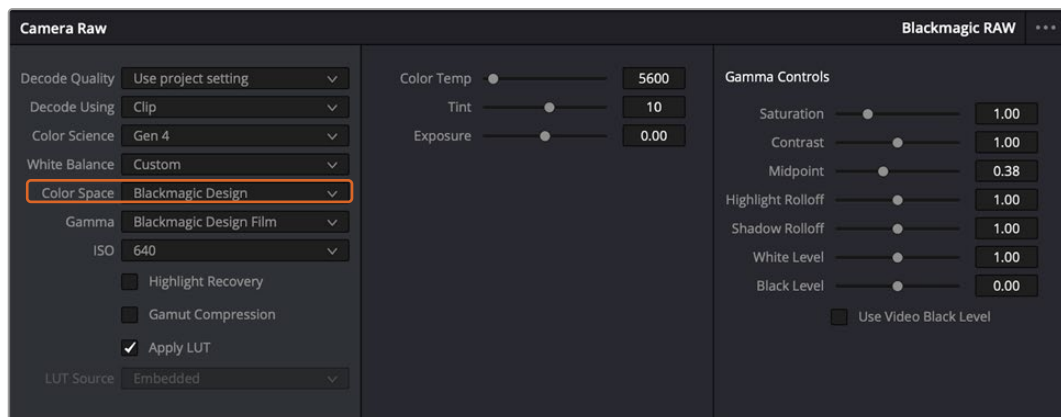 Camera Raw
Blackmagic RAW
Decode Quality Use project setting
Decode Using Clip
Color Science Gen 4
White Balance Custom
Color Space Blackmagic Design
Gamma Blackmagic Design Film
ISO 640
Highlight Recovery
Gamut Compression
Apply LUT
LUT Source Embedded
Color Temp 5600
Tint 10
Exposure 0.00
Gamma Controls
Saturation 1.00
Contrast 1.00
Midpoint 0.38
Highlight Rolloff 1.00
Shadow Rolloff 1.00
White Level 1.00
Black Level 0.00
Use Video Black Level